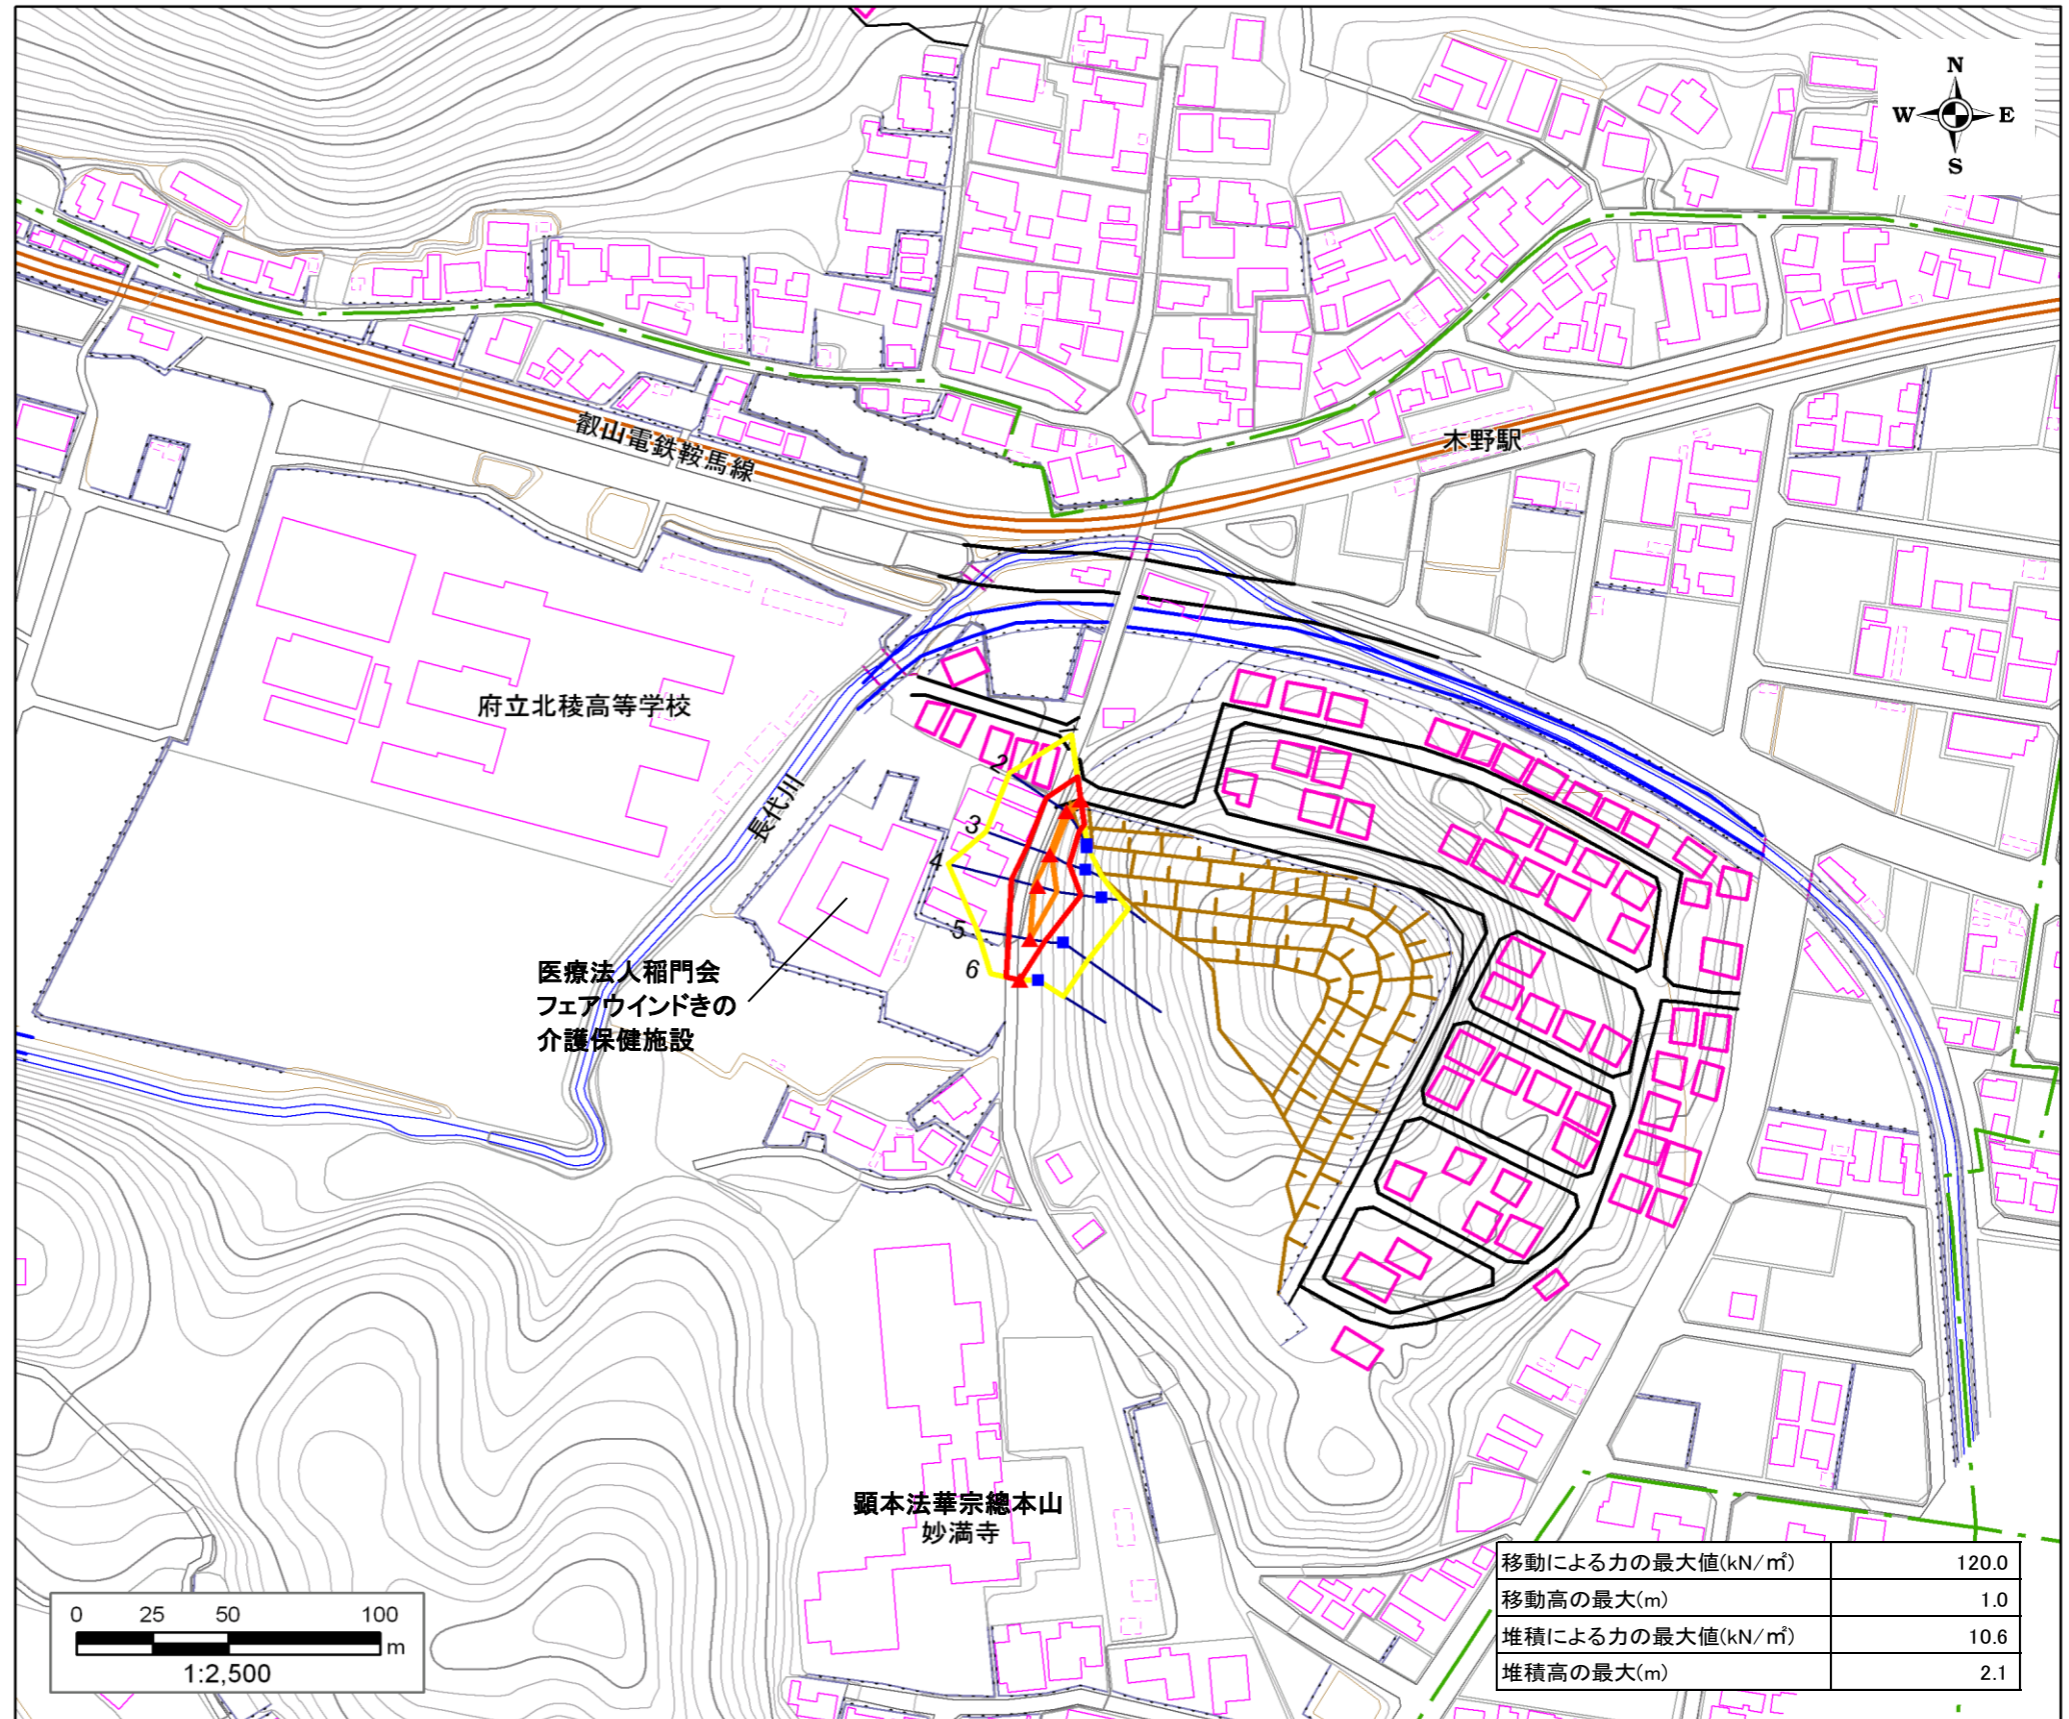 N
W E
S
叡山電鉄鞍馬線
木野駅
府立北稜高等学校
長代川
1
2
3
4
5
6
医療法人稲門会
フェアウインドきの
介護保健施設
顕本法華宗總本山
妙満寺
移動による力の最大値(kN/㎡) 120.0
移動高の最大(m) 1.0
堆積による力の最大値(kN/㎡) 10.6
堆積高の最大(m) 2.1
0 25 50 100
m
1:2,500